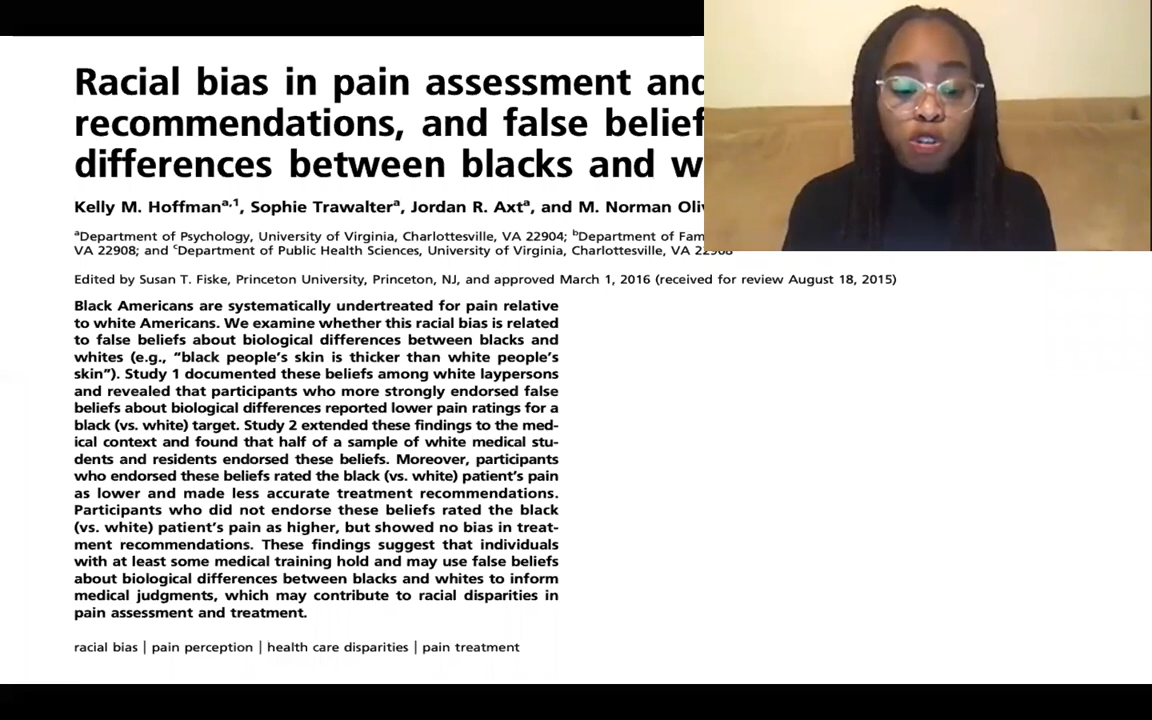 Racial bias in pain assessment and
recommendations, and false belief
differences between blacks and w
Kelly M. Hoffmanᵃ,¹, Sophie Trawalterᵃ, Jordan R. Axtᵃ, and M. Norman Oliv
ᵃDepartment of Psychology, University of Virginia, Charlottesville, VA 22904; ᵇDepartment of Fam
VA 22908; and ᶜDepartment of Public Health Sciences, University of Virginia, Charlottesville, VA 22908
Edited by Susan T. Fiske, Princeton University, Princeton, NJ, and approved March 1, 2016 (received for review August 18, 2015)
Black Americans are systematically undertreated for pain relative
to white Americans. We examine whether this racial bias is related
to false beliefs about biological differences between blacks and
whites (e.g., "black people's skin is thicker than white people's
skin"). Study 1 documented these beliefs among white laypersons
and revealed that participants who more strongly endorsed false
beliefs about biological differences reported lower pain ratings for a
black (vs. white) target. Study 2 extended these findings to the med-
ical context and found that half of a sample of white medical stu-
dents and residents endorsed these beliefs. Moreover, participants
who endorsed these beliefs rated the black (vs. white) patient's pain
as lower and made less accurate treatment recommendations.
Participants who did not endorse these beliefs rated the black
(vs. white) patient's pain as higher, but showed no bias in treat-
ment recommendations. These findings suggest that individuals
with at least some medical training hold and may use false beliefs
about biological differences between blacks and whites to inform
medical judgments, which may contribute to racial disparities in
pain assessment and treatment.
racial bias | pain perception | health care disparities | pain treatment